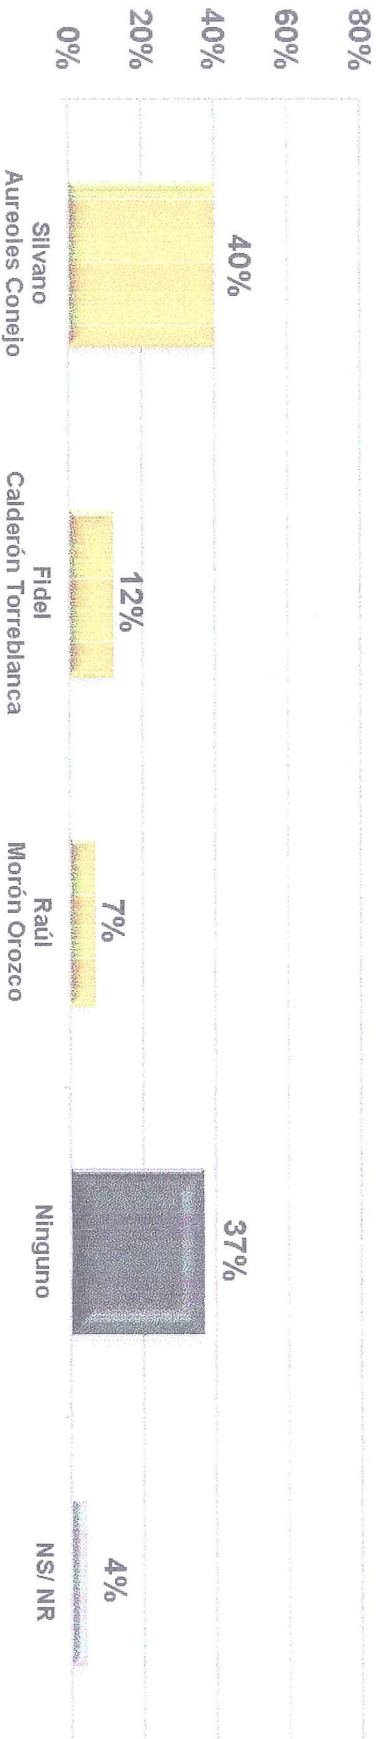 80%
60%
40%
20%
0%
40%
12%
7%
37%
4%
Silvano
Aureoles Conejo
Fidel
Calderón Torreblanca
Raúl
Morón Orozco
Ninguno
NS/ NR